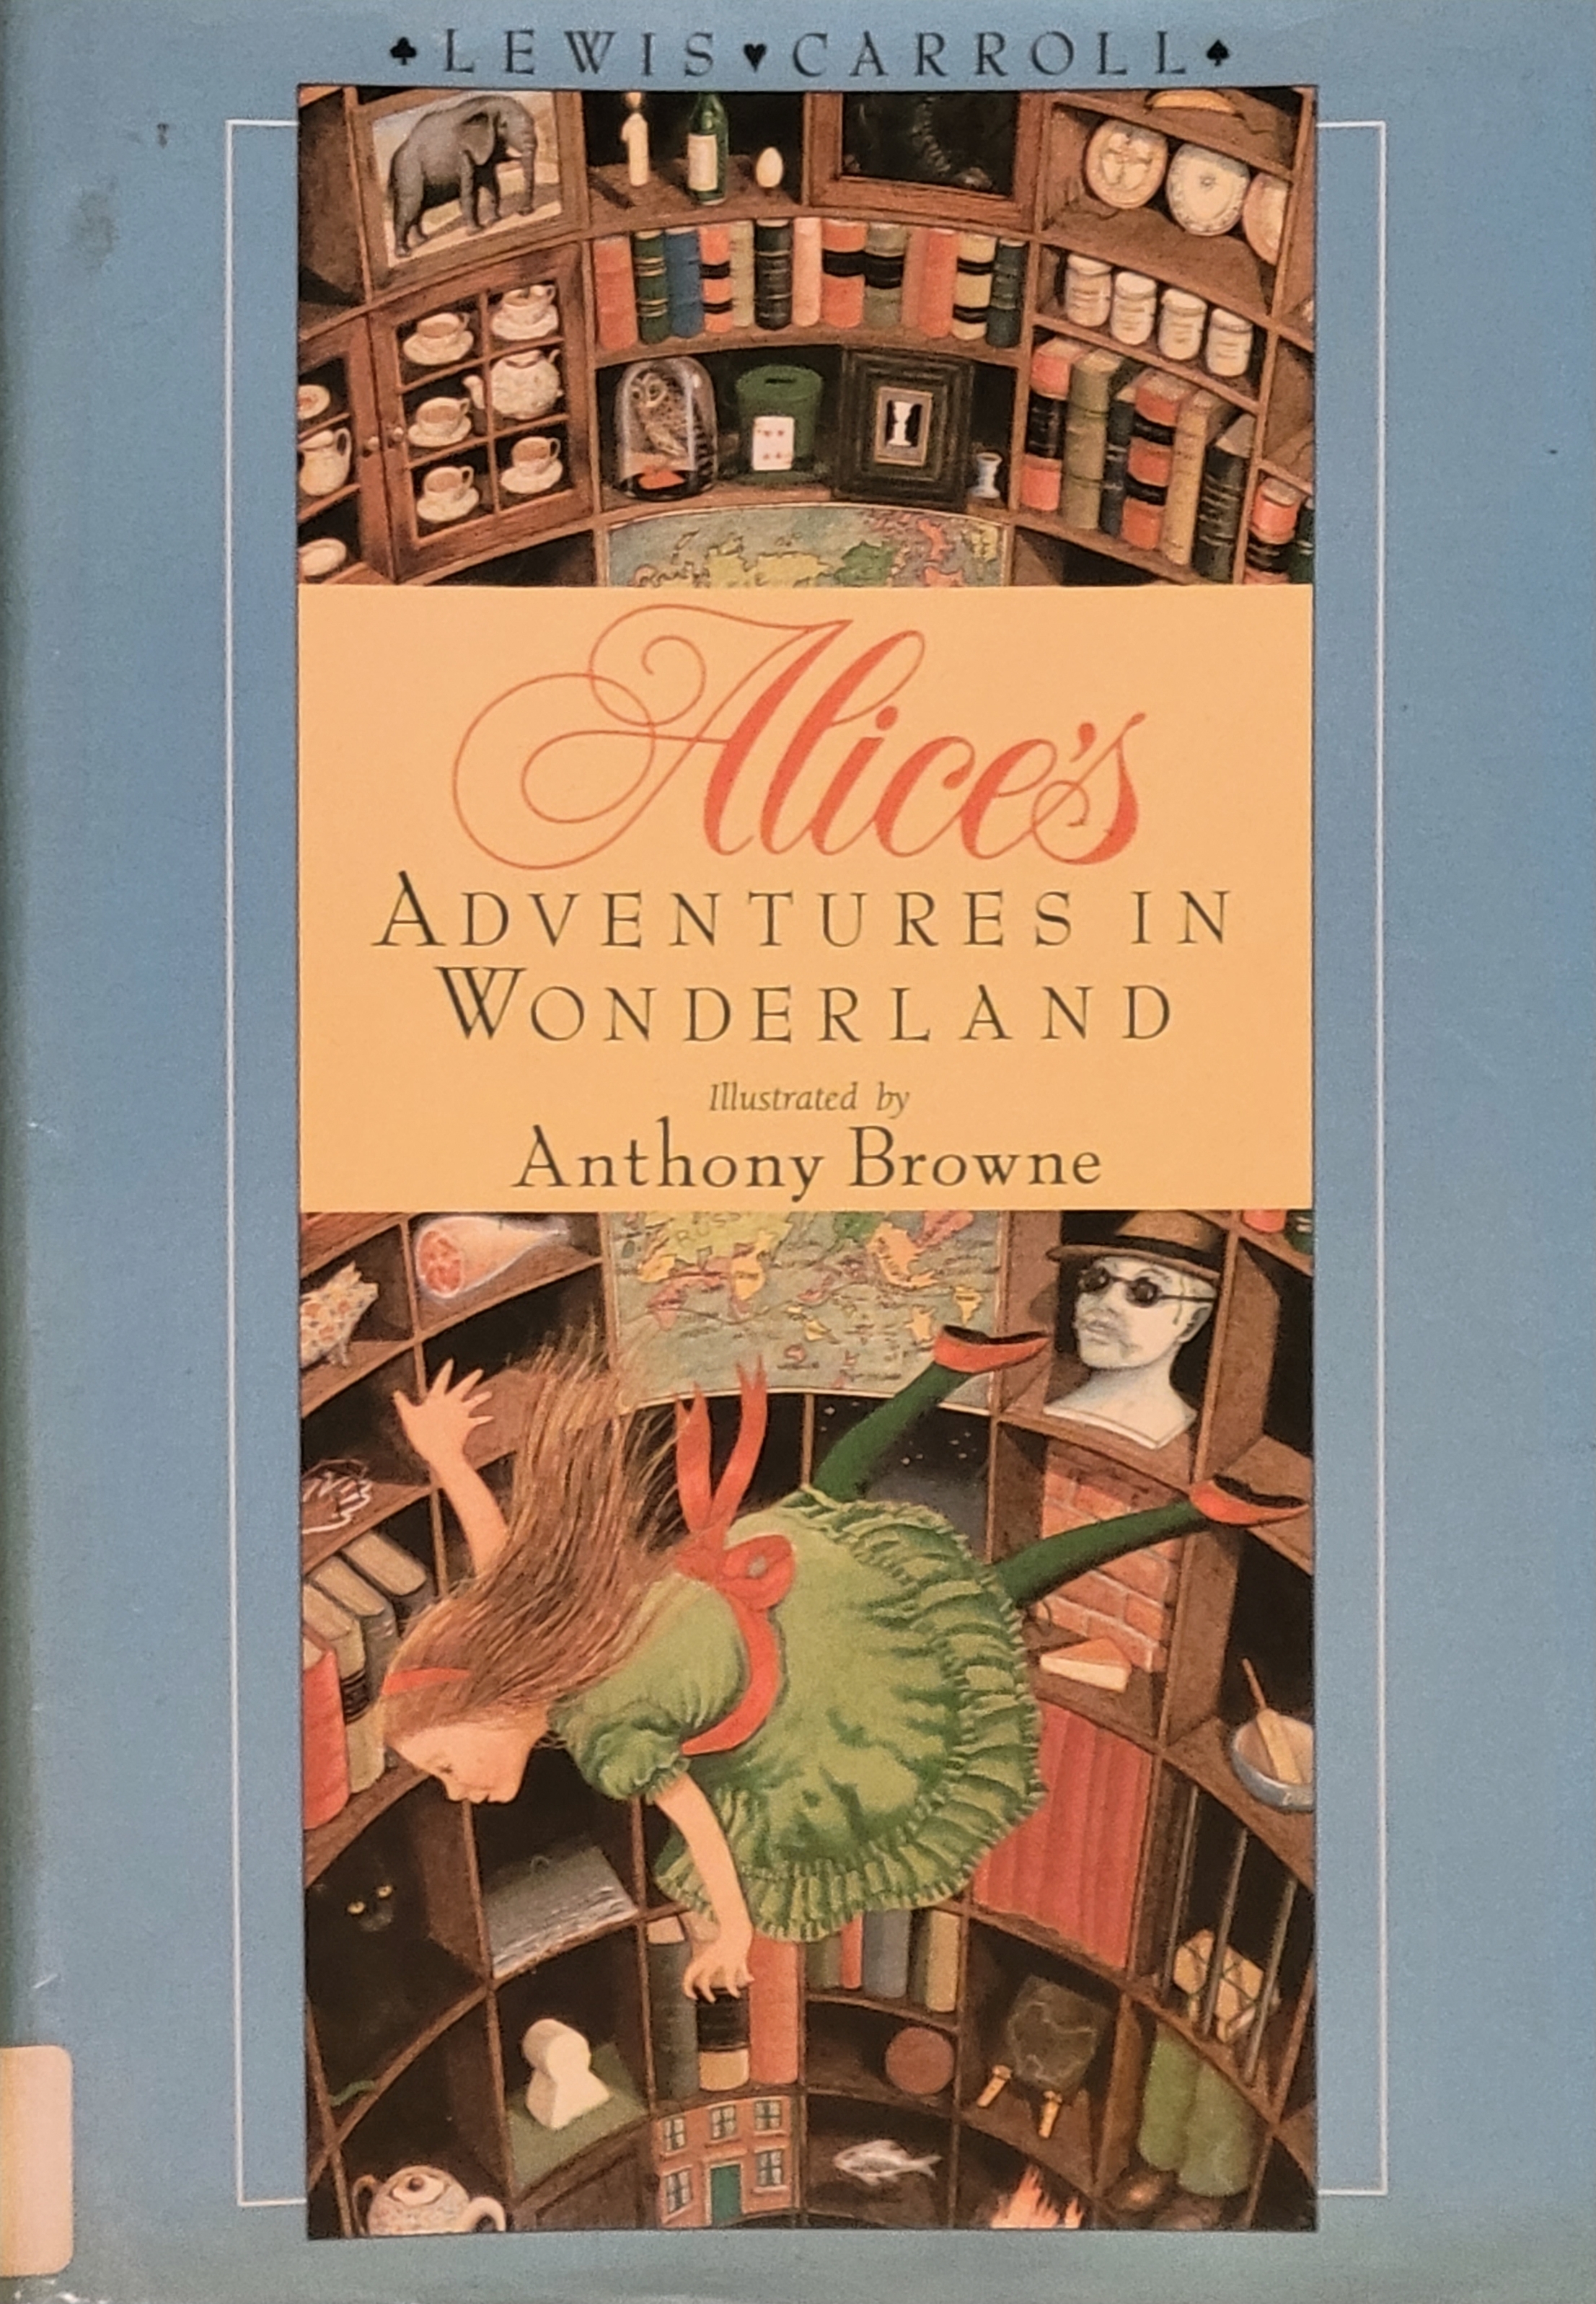 ♣LEWIS♥CARROLL♠
Alice's
ADVENTURES IN
WONDERLAND
Illustrated by
Anthony Browne